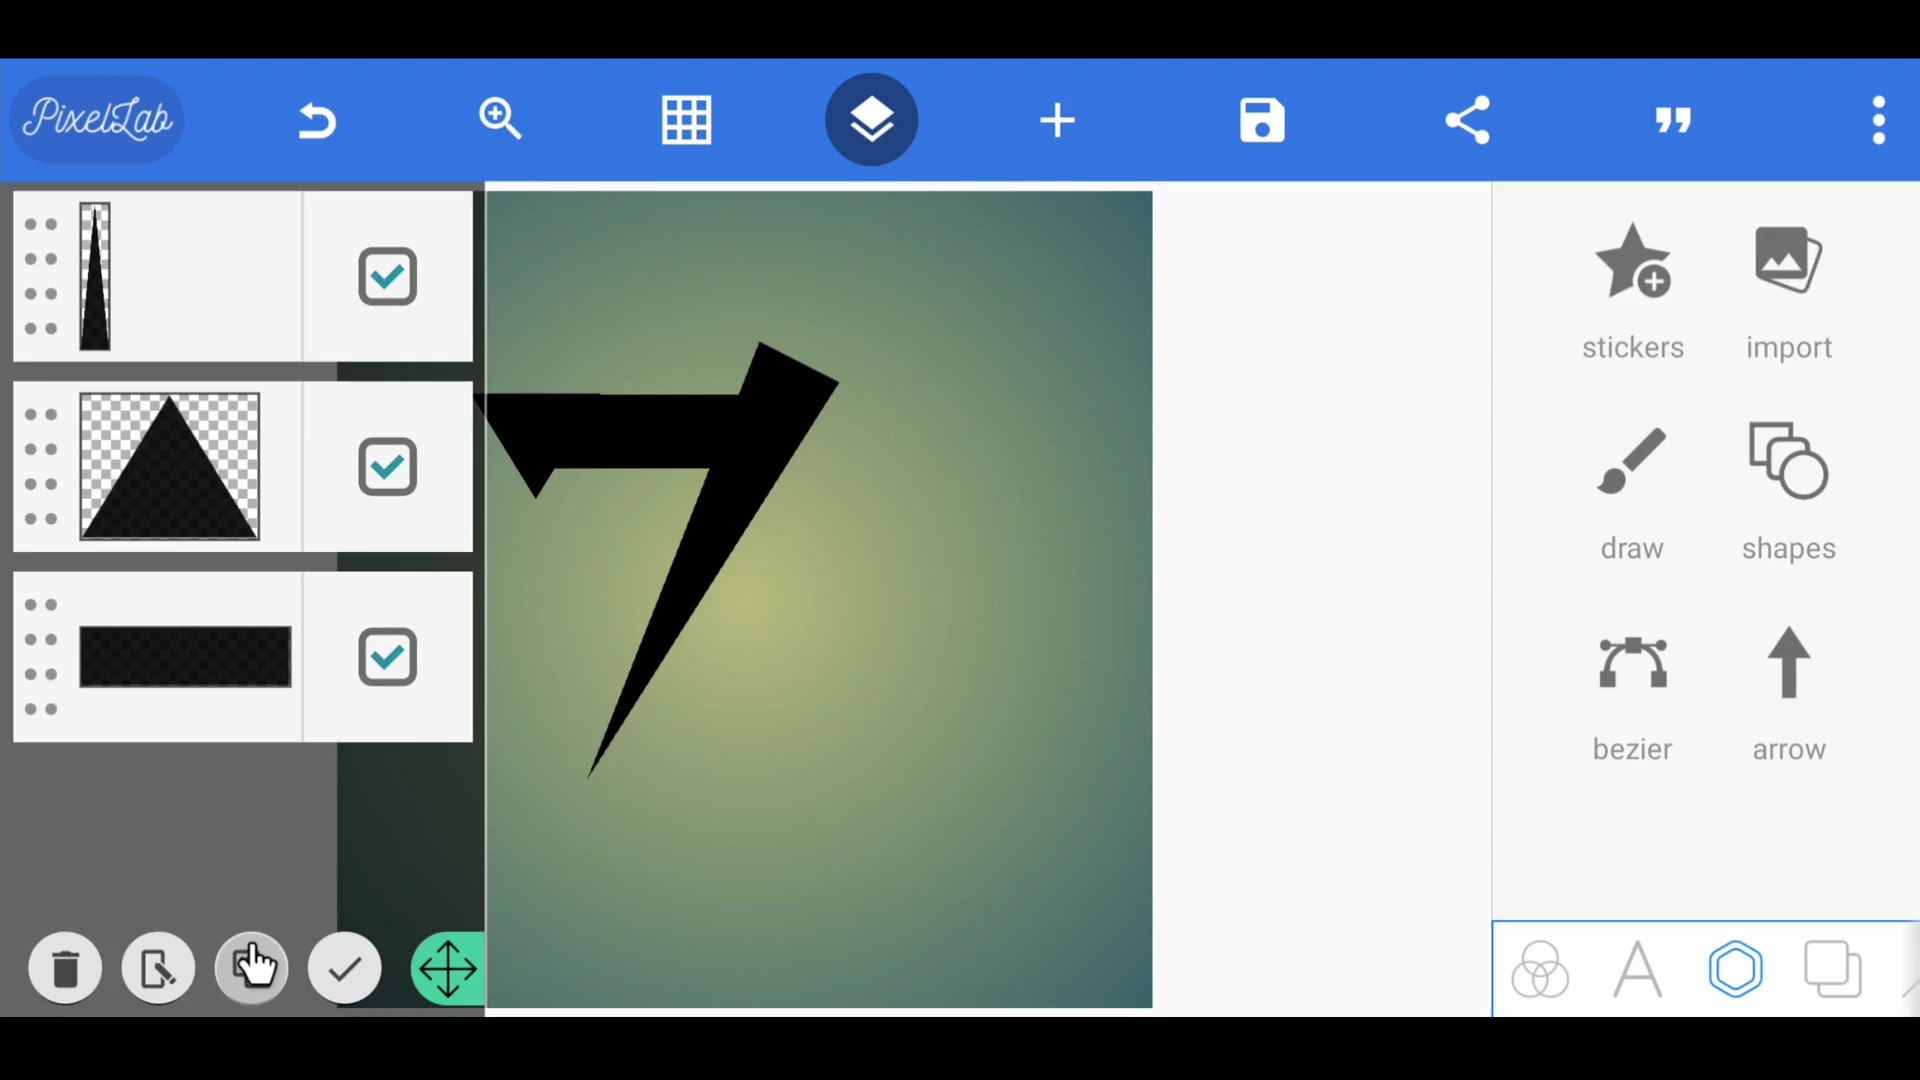 PixelLab
stickers
import
draw
shapes
bezier
arrow